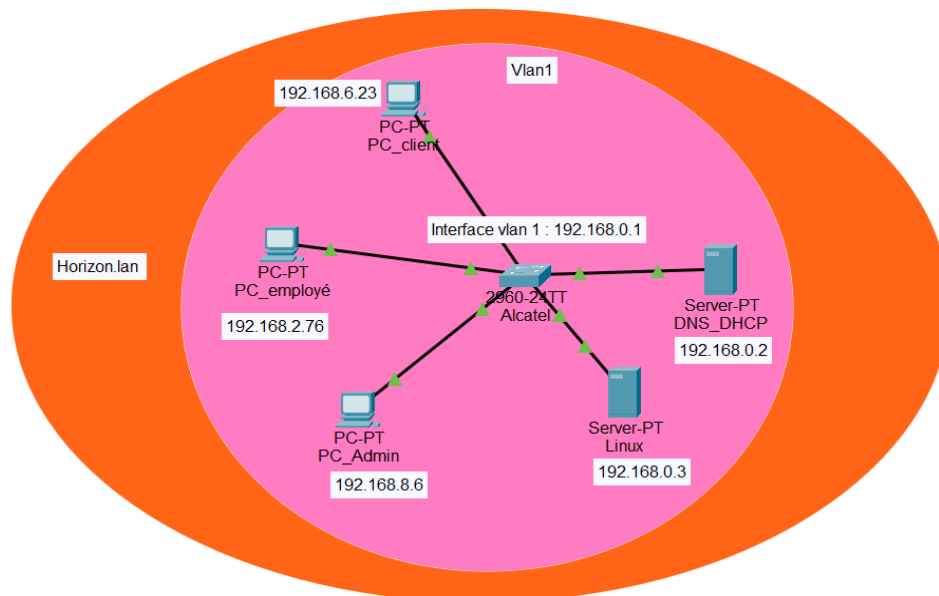 Vlan1
192.168.6.23
PC-PT
PC_client
Interface vlan 1 : 192.168.0.1
Horizon.lan
PC-PT
PC_employé
192.168.2.76
2960-24TT
Alcatel
Server-PT
DNS_DHCP
192.168.0.2
PC-PT
PC_Admin
192.168.8.6
Server-PT
Linux
192.168.0.3